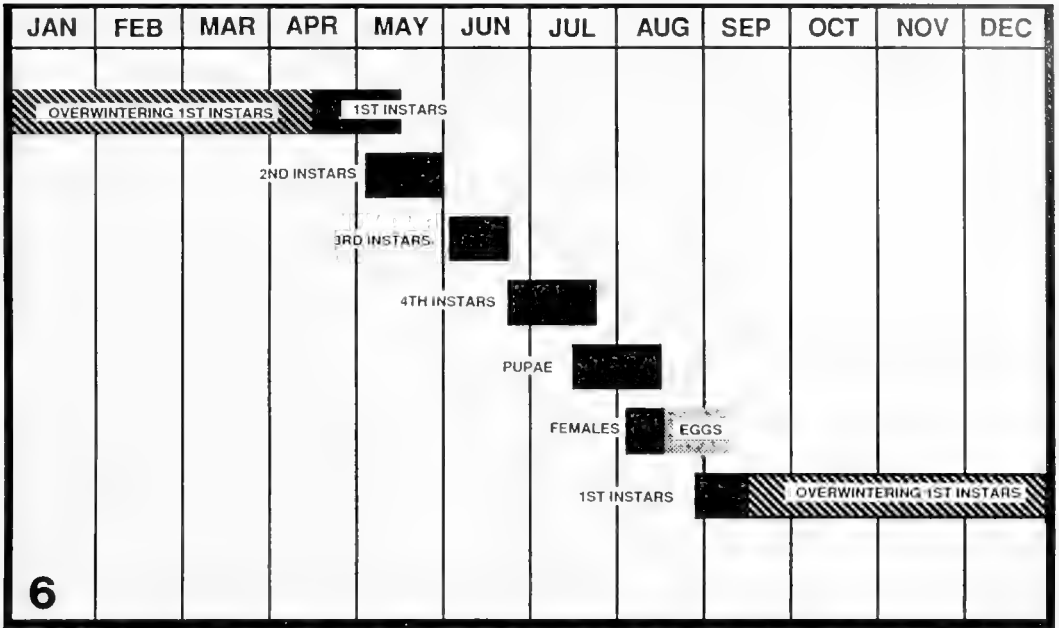 JAN FEB MAR APR MAY JUN JUL AUG SEP OCT NOV DEC
OVERWINTERING 1ST INSTARS 1ST INSTARS
2ND INSTARS
3RD INSTARS
4TH INSTARS
PUPAE
FEMALES EGGS
1ST INSTARS OVERWINTERING 1ST INSTARS
6